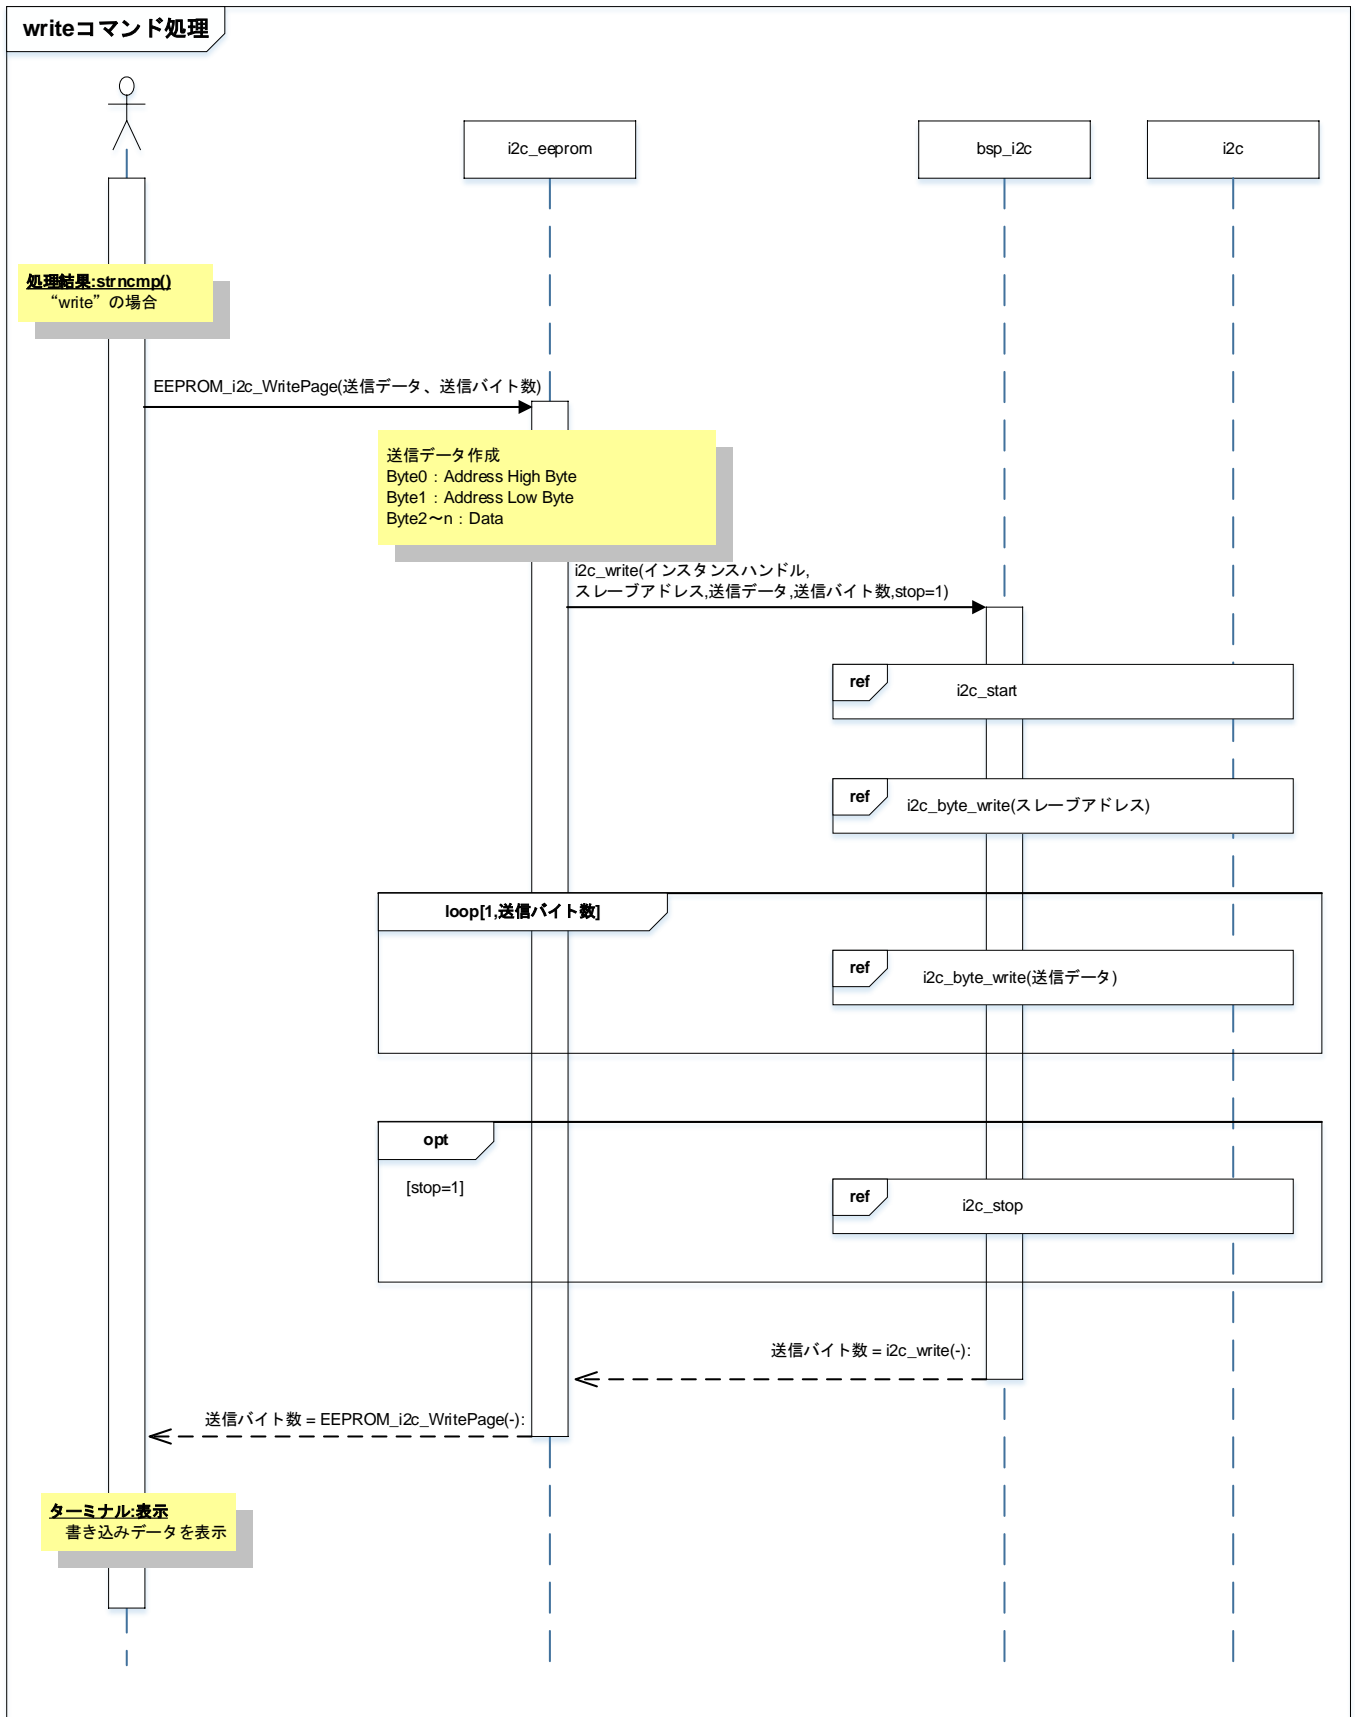 writeコマンド処理
i2c_eeprom
bsp_i2c
i2c
処理結果:strncmp()
“write”の場合
EEPROM_i2c_WritePage(送信データ、送信バイト数)
送信データ作成
Byte0：Address High Byte
Byte1：Address Low Byte
Byte2～n：Data
i2c_write(インスタンスハンドル,
スレーブアドレス,送信データ,送信バイト数,stop=1)
ref
i2c_start
ref
i2c_byte_write(スレーブアドレス)
loop[1,送信バイト数]
ref
i2c_byte_write(送信データ)
opt
[stop=1]
ref
i2c_stop
送信バイト数 = i2c_write(-):
送信バイト数 = EEPROM_i2c_WritePage(-):
ターミナル:表示
書き込みデータを表示